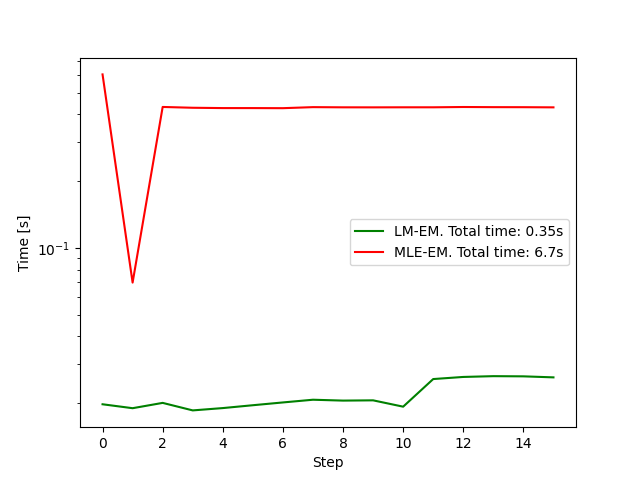 Time [s]
10⁻¹
LM-EM. Total time: 0.35s
MLE-EM. Total time: 6.7s
0 2 4 6 8 10 12 14
Step